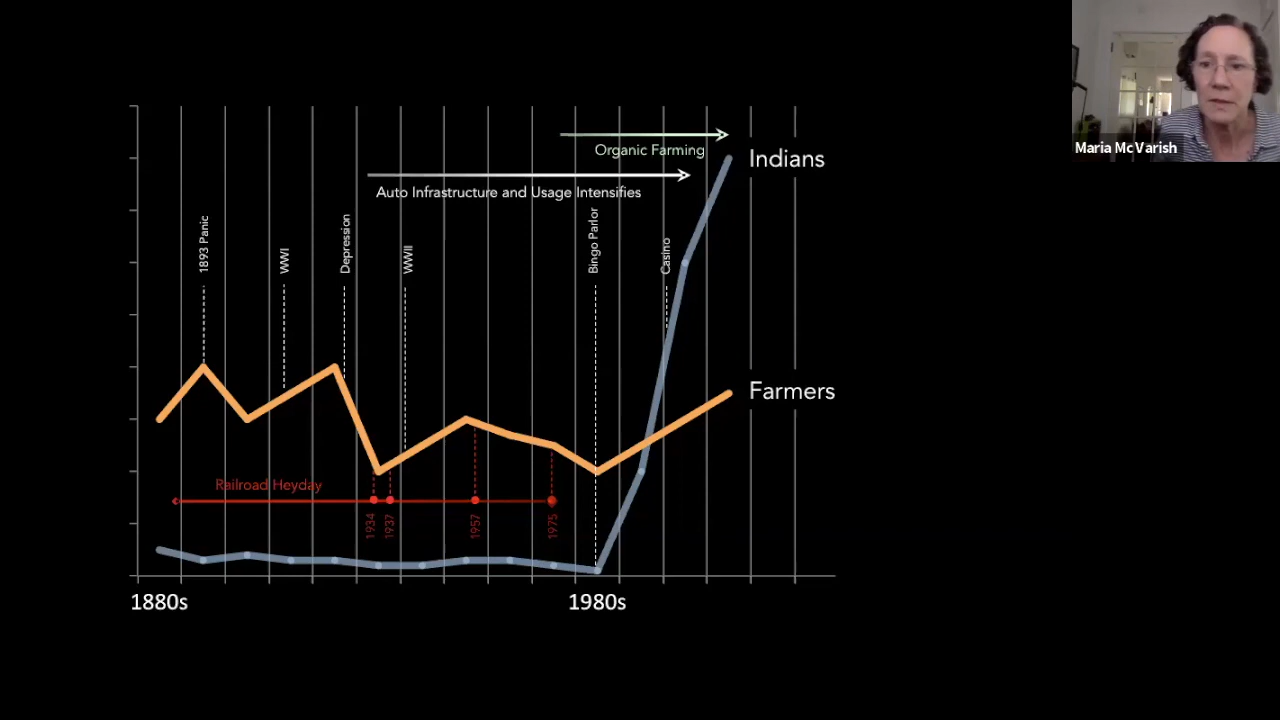 Maria McVarish
Organic Farming
Indians
Auto Infrastructure and Usage Intensifies
1893 Panic
WWI
Depression
WWII
Bingo Parlor
Casino
Farmers
Railroad Heyday
1934
1937
1957
1975
1880s
1980s